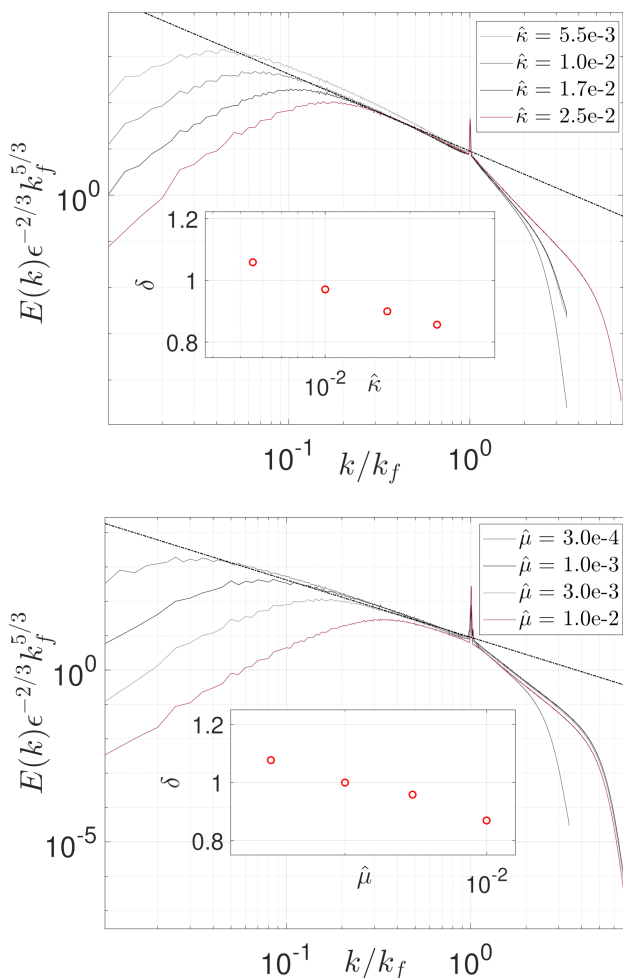 E(k)ϵ^{-2/3}k_f^{5/3}
κ̂ = 5.5e-3
κ̂ = 1.0e-2
κ̂ = 1.7e-2
κ̂ = 2.5e-2
10^0
δ
1.2
1
0.8
10^{-2}
κ̂
10^{-1}
10^0
k/k_f
E(k)ϵ^{-2/3}k_f^{5/3}
μ̂ = 3.0e-4
μ̂ = 1.0e-3
μ̂ = 3.0e-3
μ̂ = 1.0e-2
10^0
10^{-5}
δ
1.2
1
0.8
μ̂
10^{-2}
10^{-1}
10^0
k/k_f